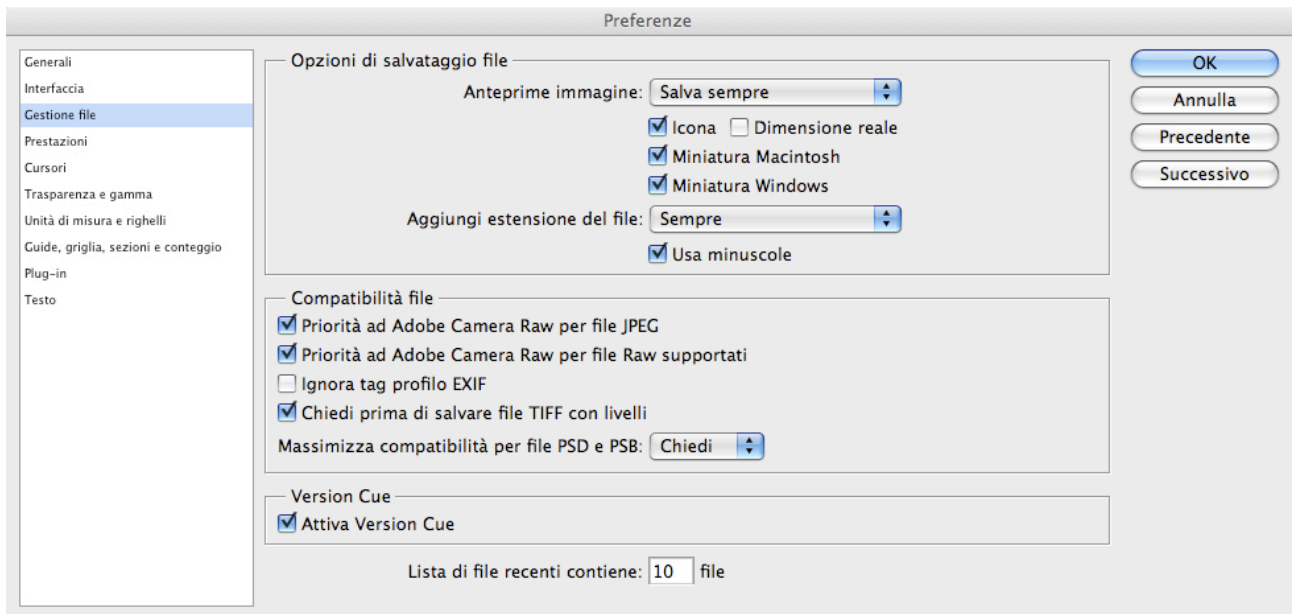 Preferenze
Generali
Interfaccia
Gestione file
Prestazioni
Cursori
Trasparenza e gamma
Unità di misura e righelli
Guide, griglia, sezioni e conteggio
Plug-in
Testo
Opzioni di salvataggio file
Anteprime immagine: Salva sempre
Icona Dimensione reale
Miniatura Macintosh
Miniatura Windows
Aggiungi estensione del file: Sempre
Usa minuscole
Compatibilità file
Priorità ad Adobe Camera Raw per file JPEG
Priorità ad Adobe Camera Raw per file Raw supportati
Ignora tag profilo EXIF
Chiedi prima di salvare file TIFF con livelli
Massimizza compatibilità per file PSD e PSB: Chiedi
Version Cue
Attiva Version Cue
Lista di file recenti contiene: 10 file
OK
Annulla
Precedente
Successivo